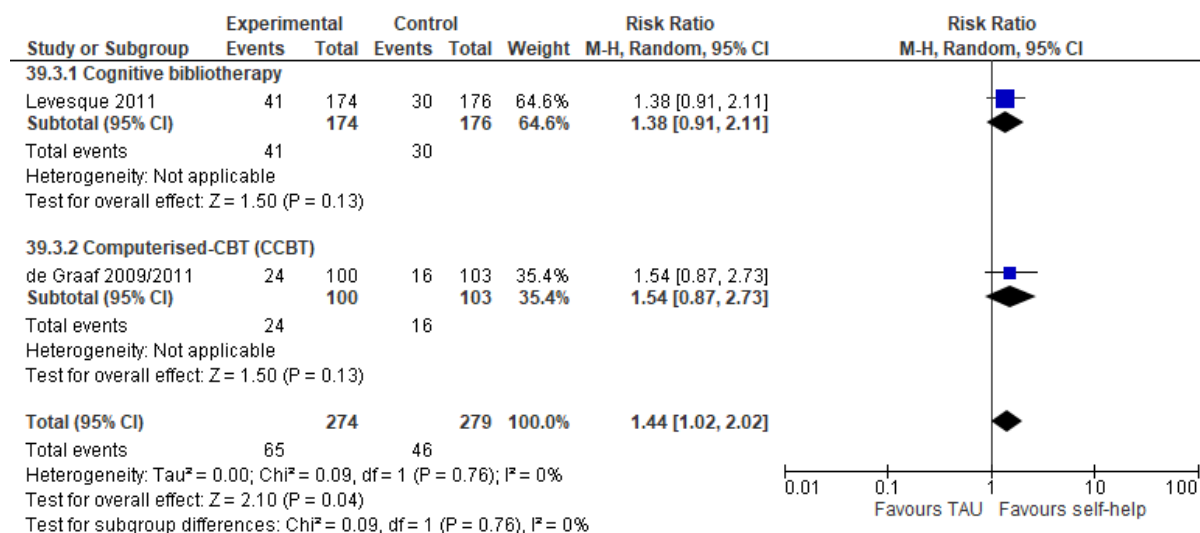 Experimental Control Risk Ratio Risk Ratio
Study or Subgroup Events Total Events Total Weight M-H, Random, 95% CI M-H, Random, 95% CI
39.3.1 Cognitive bibliotherapy
Levesque 2011 41 174 30 176 64.6% 1.38 [0.91, 2.11]
Subtotal (95% CI) 174 176 64.6% 1.38 [0.91, 2.11]
Total events 41 30
Heterogeneity: Not applicable
Test for overall effect: Z = 1.50 (P = 0.13)
39.3.2 Computerised-CBT (CCBT)
de Graaf 2009/2011 24 100 16 103 35.4% 1.54 [0.87, 2.73]
Subtotal (95% CI) 100 103 35.4% 1.54 [0.87, 2.73]
Total events 24 16
Heterogeneity: Not applicable
Test for overall effect: Z = 1.50 (P = 0.13)
Total (95% CI) 274 279 100.0% 1.44 [1.02, 2.02]
Total events 65 46
Heterogeneity: Tau² = 0.00; Chi² = 0.09, df = 1 (P = 0.76); I² = 0%
Test for overall effect: Z = 2.10 (P = 0.04)
Test for subgroup differences: Chi² = 0.09, df = 1 (P = 0.76), I² = 0%
0.01 0.1 1 10 100
Favours TAU Favours self-help